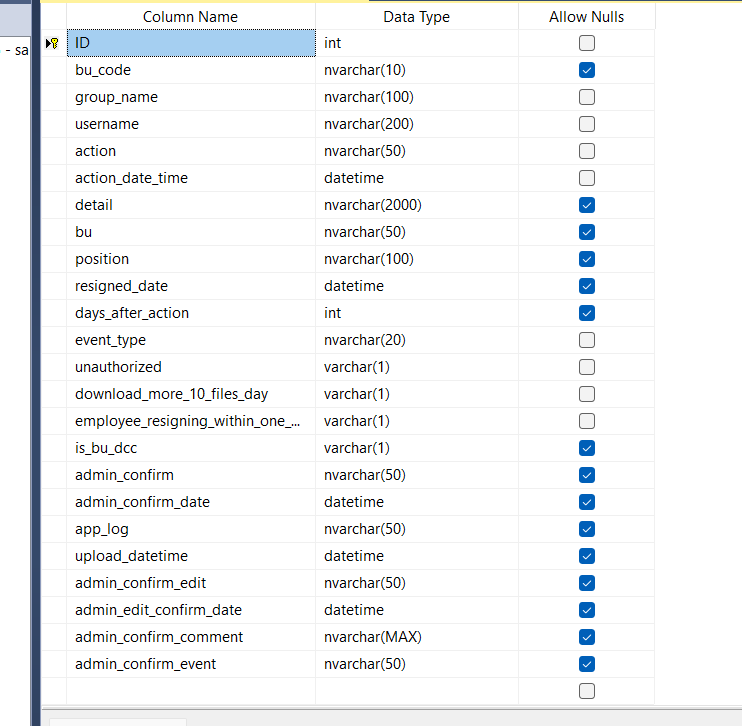 Column Name Data Type Allow Nulls
- sa
ID int
bu_code nvarchar(10)
group_name nvarchar(100)
username nvarchar(200)
action nvarchar(50)
action_date_time datetime
detail nvarchar(2000)
bu nvarchar(50)
position nvarchar(100)
resigned_date datetime
days_after_action int
event_type nvarchar(20)
unauthorized varchar(1)
download_more_10_files_day varchar(1)
employee_resigning_within_one_... varchar(1)
is_bu_dcc varchar(1)
admin_confirm nvarchar(50)
admin_confirm_date datetime
app_log nvarchar(50)
upload_datetime datetime
admin_confirm_edit nvarchar(50)
admin_edit_confirm_date datetime
admin_confirm_comment nvarchar(MAX)
admin_confirm_event nvarchar(50)